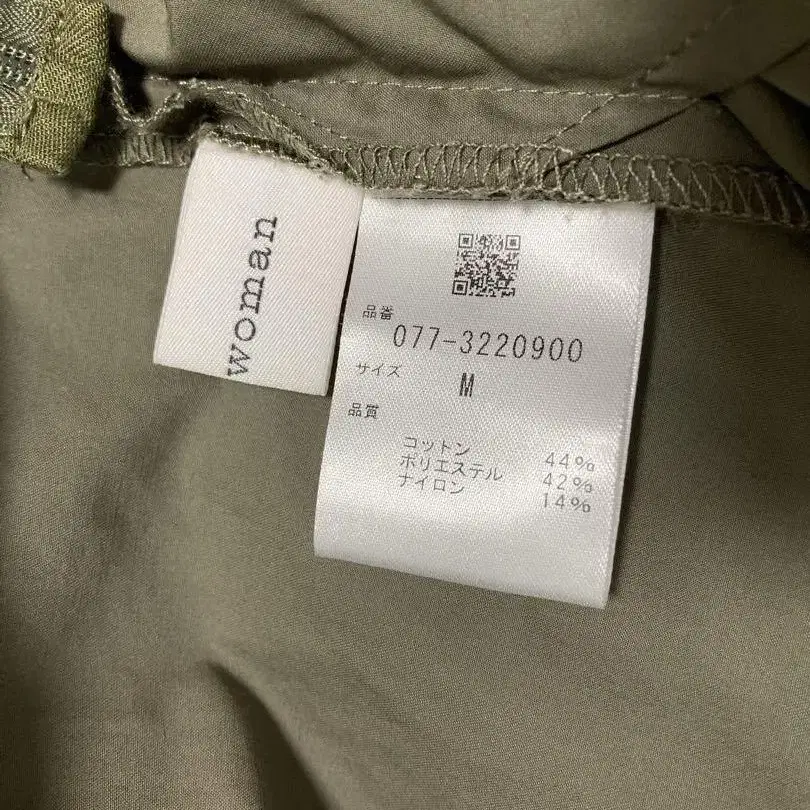 woman
品番
077-3220900
サイズ
M
品質
コットン 44%
ポリエステル 42%
ナイロン 14%